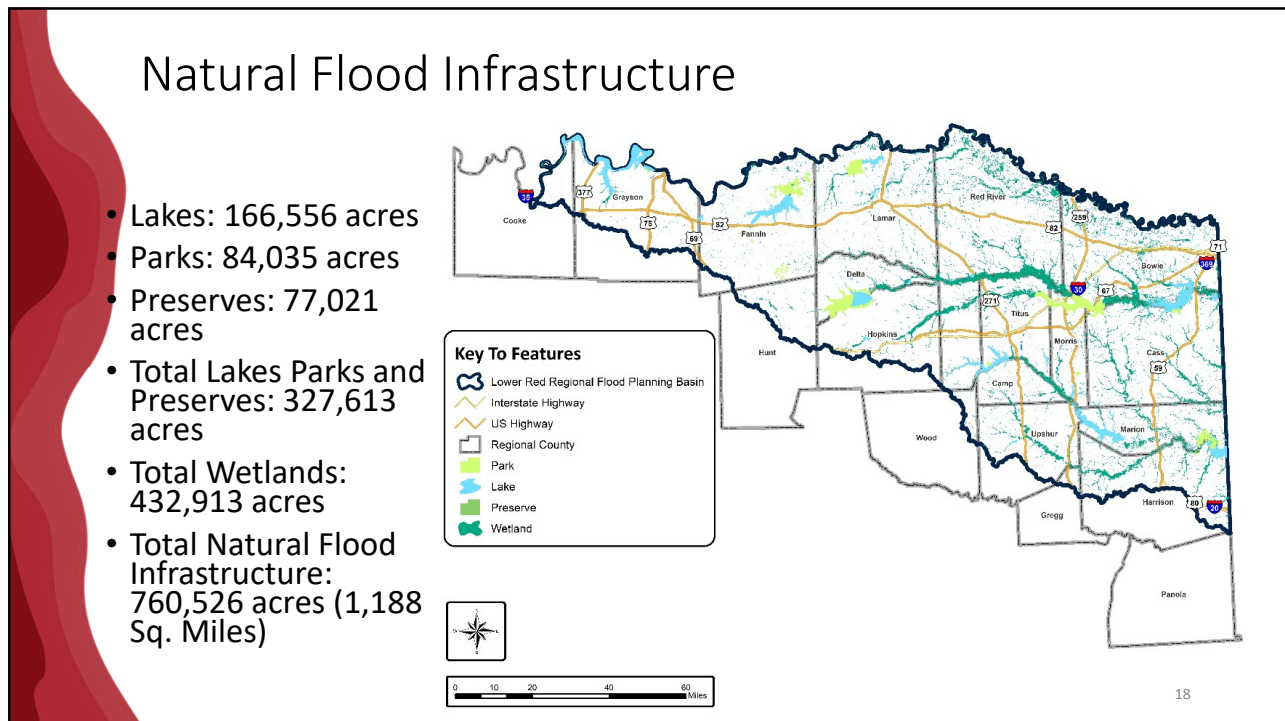 Natural Flood Infrastructure
• Lakes: 166,556 acres
• Parks: 84,035 acres
• Preserves: 77,021
acres
• Total Lakes Parks and
Preserves: 327,613
acres
• Total Wetlands:
432,913 acres
• Total Natural Flood
Infrastructure:
760,526 acres (1,188
Sq. Miles)
Key To Features
Lower Red Regional Flood Planning Basin
Interstate Highway
US Highway
Regional County
Park
Lake
Preserve
Wetland
35
377
Grayson
Cooke
75
82
69
Fannin
Lamar
Red River
259
82
71
369
Bowie
Delta
30
67
271
Titus
Hopkins
Morris
Hunt
Cass
59
Camp
Wood
Upshur
Marion
Harrison
80
20
Gregg
Panola
0 10 20 40 60
Miles
18